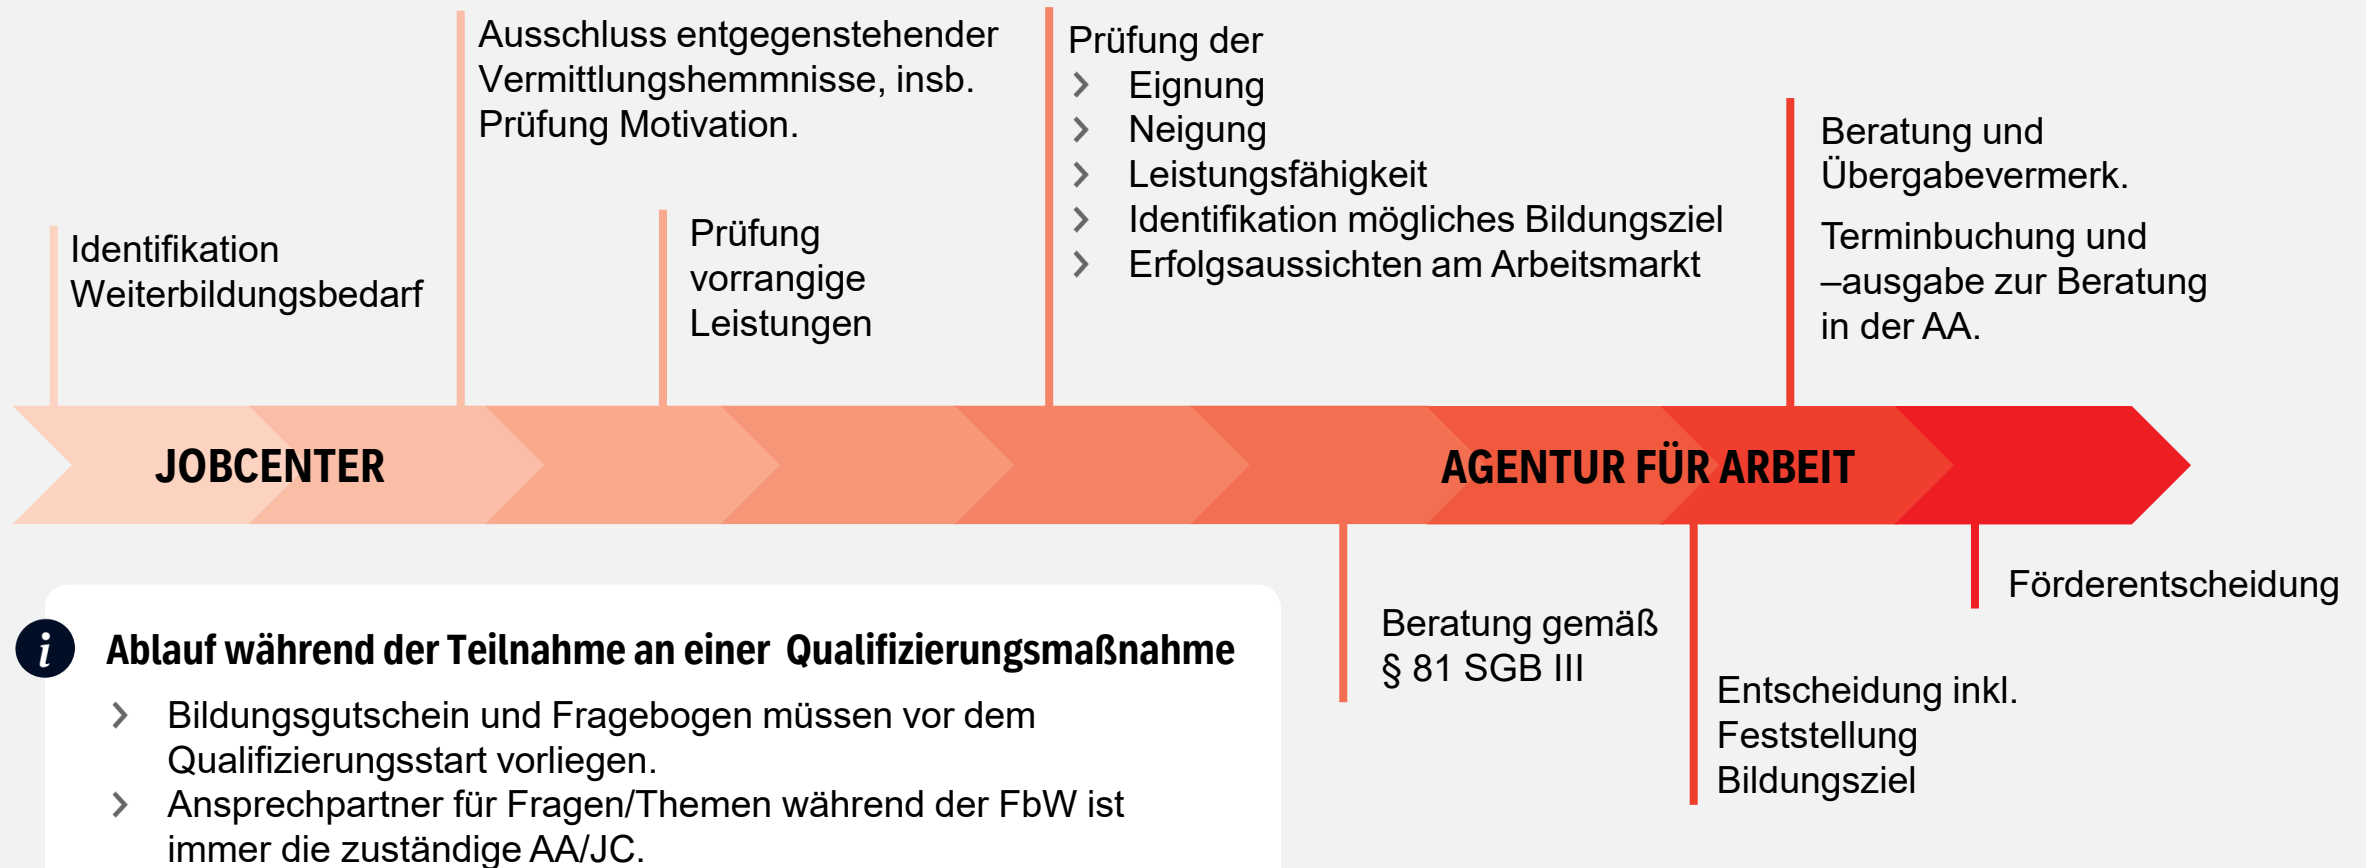 Ausschluss entgegenstehender
Vermittlungshemmnisse, insb.
Prüfung Motivation.
Prüfung der
Eignung
Neigung
Leistungsfähigkeit
Identifikation mögliches Bildungsziel
Erfolgsaussichten am Arbeitsmarkt
Beratung und
Übergabevermerk.
Terminbuchung und
–ausgabe zur Beratung
in der AA.
Identifikation
Weiterbildungsbedarf
Prüfung
vorrangige
Leistungen
JOBCENTER
AGENTUR FÜR ARBEIT
Förderentscheidung
Beratung gemäß
§ 81 SGB III
Entscheidung inkl.
Feststellung
Bildungsziel
i
Ablauf während der Teilnahme an einer Qualifizierungsmaßnahme
Bildungsgutschein und Fragebogen müssen vor dem
Qualifizierungsstart vorliegen.
Ansprechpartner für Fragen/Themen während der FbW ist
immer die zuständige AA/JC.